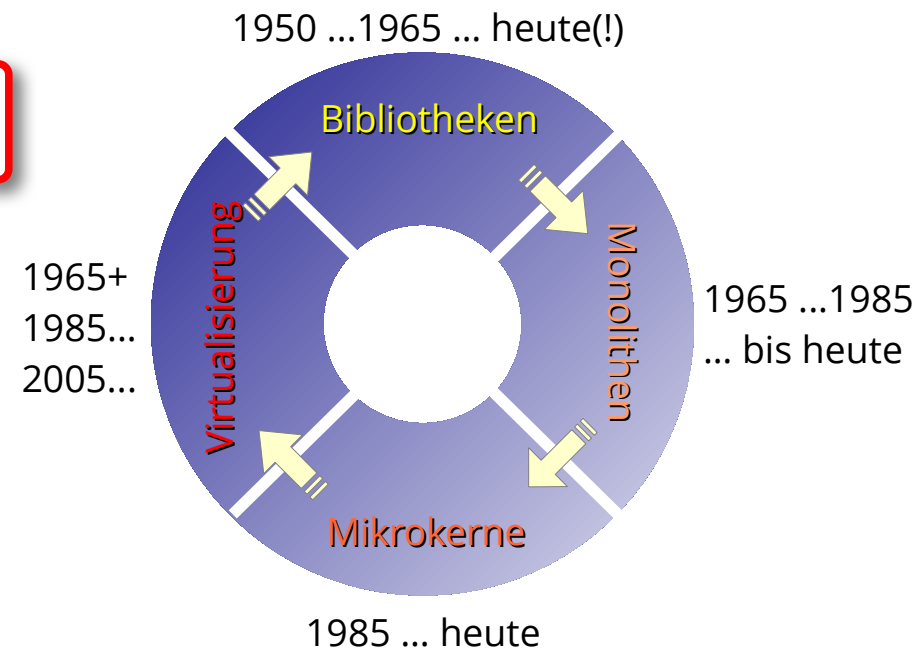 1950 ...1965 ... heute(!)
Bibliotheken
Monolithen
1965 ...1985
... bis heute
Mikrokerne
1985 ... heute
Virtualisierung
1965+
1985...
2005...